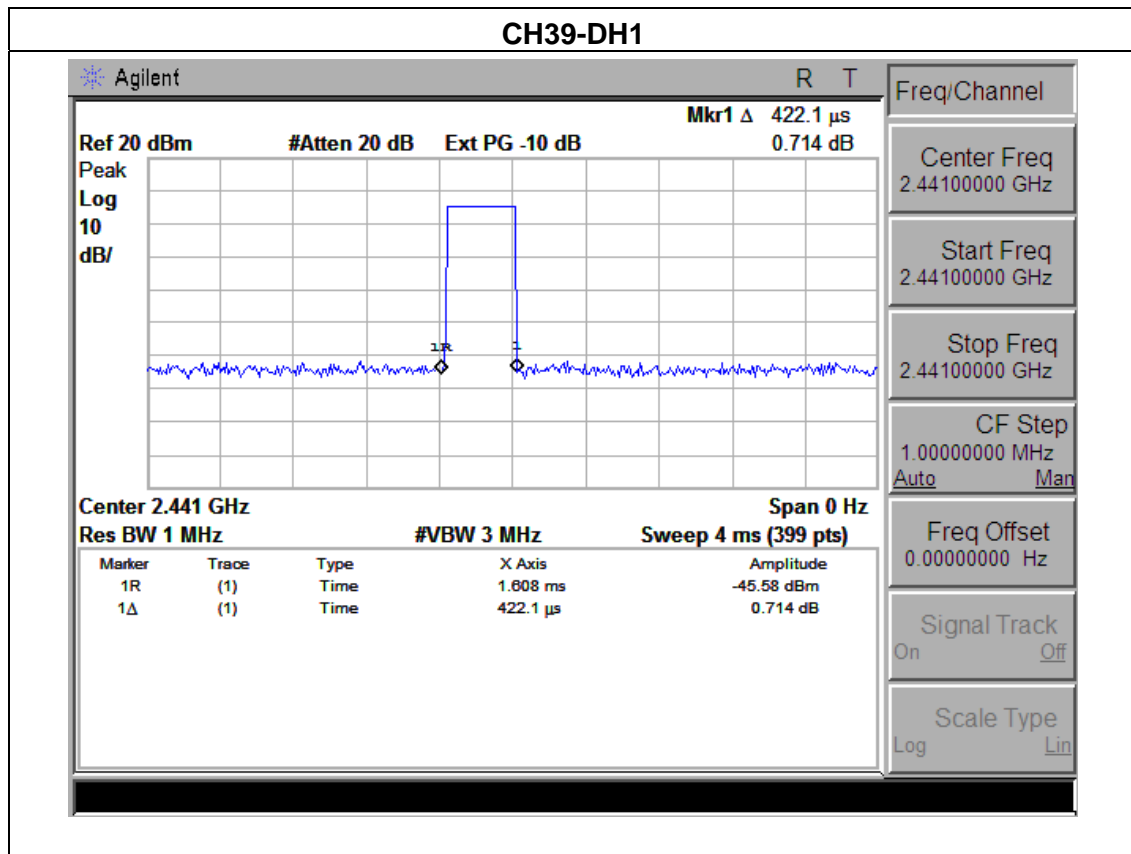 CH39-DH1
Agilent R T
Mkr1 Δ 422.1 µs
Ref 20 dBm #Atten 20 dB Ext PG -10 dB 0.714 dB
Peak
Log
10
dB/
1R 1
Center 2.441 GHz Span 0 Hz
Res BW 1 MHz #VBW 3 MHz Sweep 4 ms (399 pts)
Marker Trace Type X Axis Amplitude
1R (1) Time 1.608 ms -45.58 dBm
1Δ (1) Time 422.1 µs 0.714 dB
Freq/Channel
Center Freq
2.44100000 GHz
Start Freq
2.44100000 GHz
Stop Freq
2.44100000 GHz
CF Step
1.00000000 MHz
Auto Man
Freq Offset
0.00000000 Hz
Signal Track
On Off
Scale Type
Log Lin